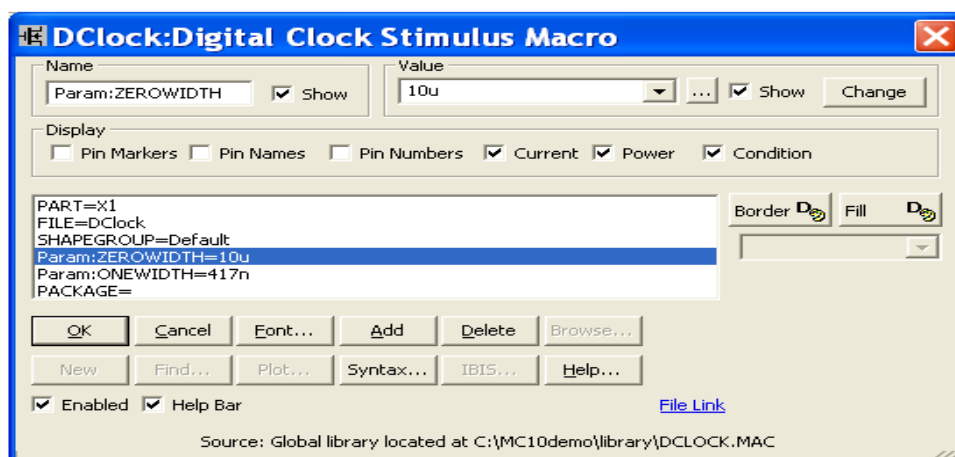 DClock:Digital Clock Stimulus Macro
Name
Value
Param:ZEROWIDTH Show 10u ... Show Change
Display
Pin Markers Pin Names Pin Numbers Current Power Condition
PART=X1
FILE=DClock
SHAPEGROUP=Default
Param:ZEROWIDTH=10u
Param:ONEWIDTH=417n
PACKAGE=
Border D Fill D
OK Cancel Font... Add Delete Browse...
New Find... Plot... Syntax... IBIS... Help...
Enabled Help Bar File Link
Source: Global library located at C:\MC10demo\library\DCLOCK.MAC